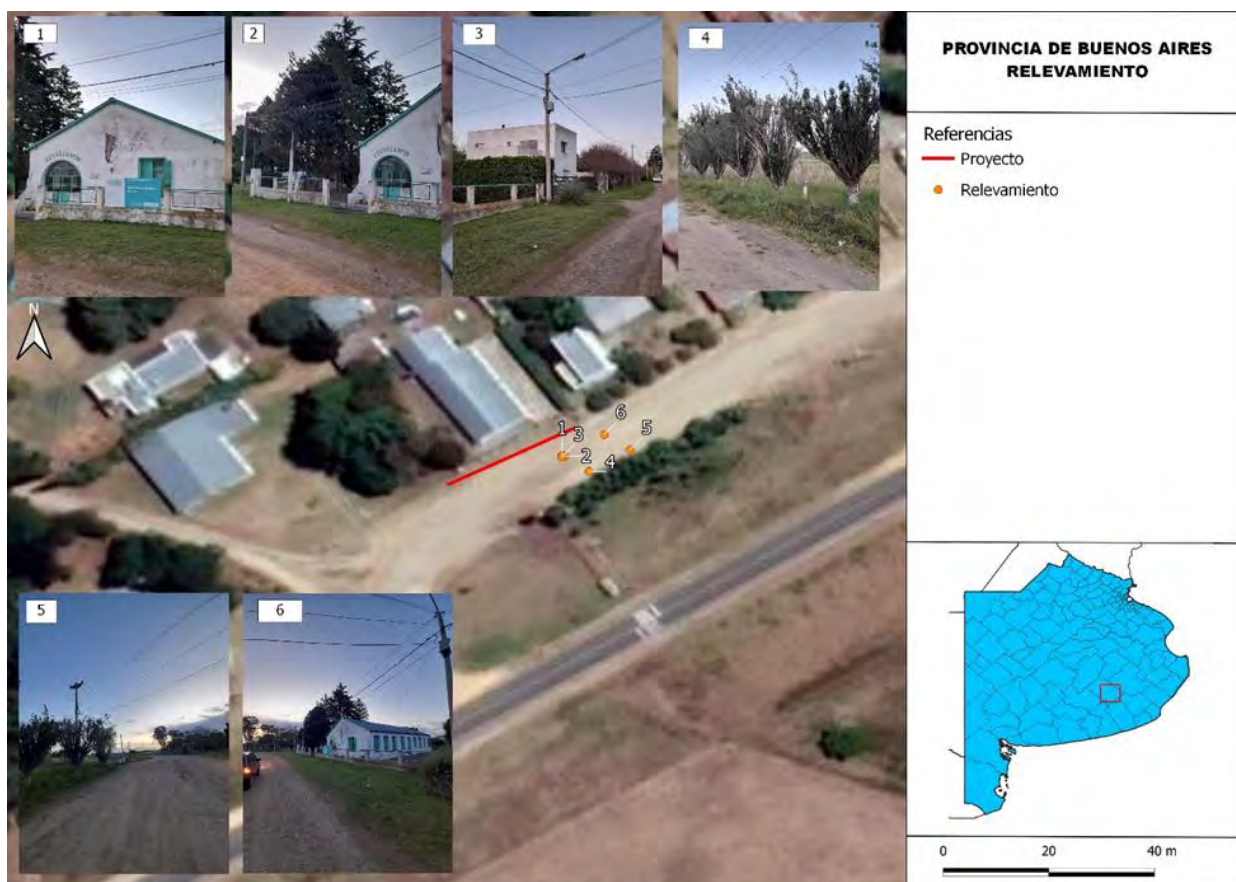 1
2
3
4
PROVINCIA DE BUENOS AIRES
RELEVAMIENTO
Referencias
Proyecto
Relevamiento
N
1
3
2
6
5
4
5
6
0
20
40 m